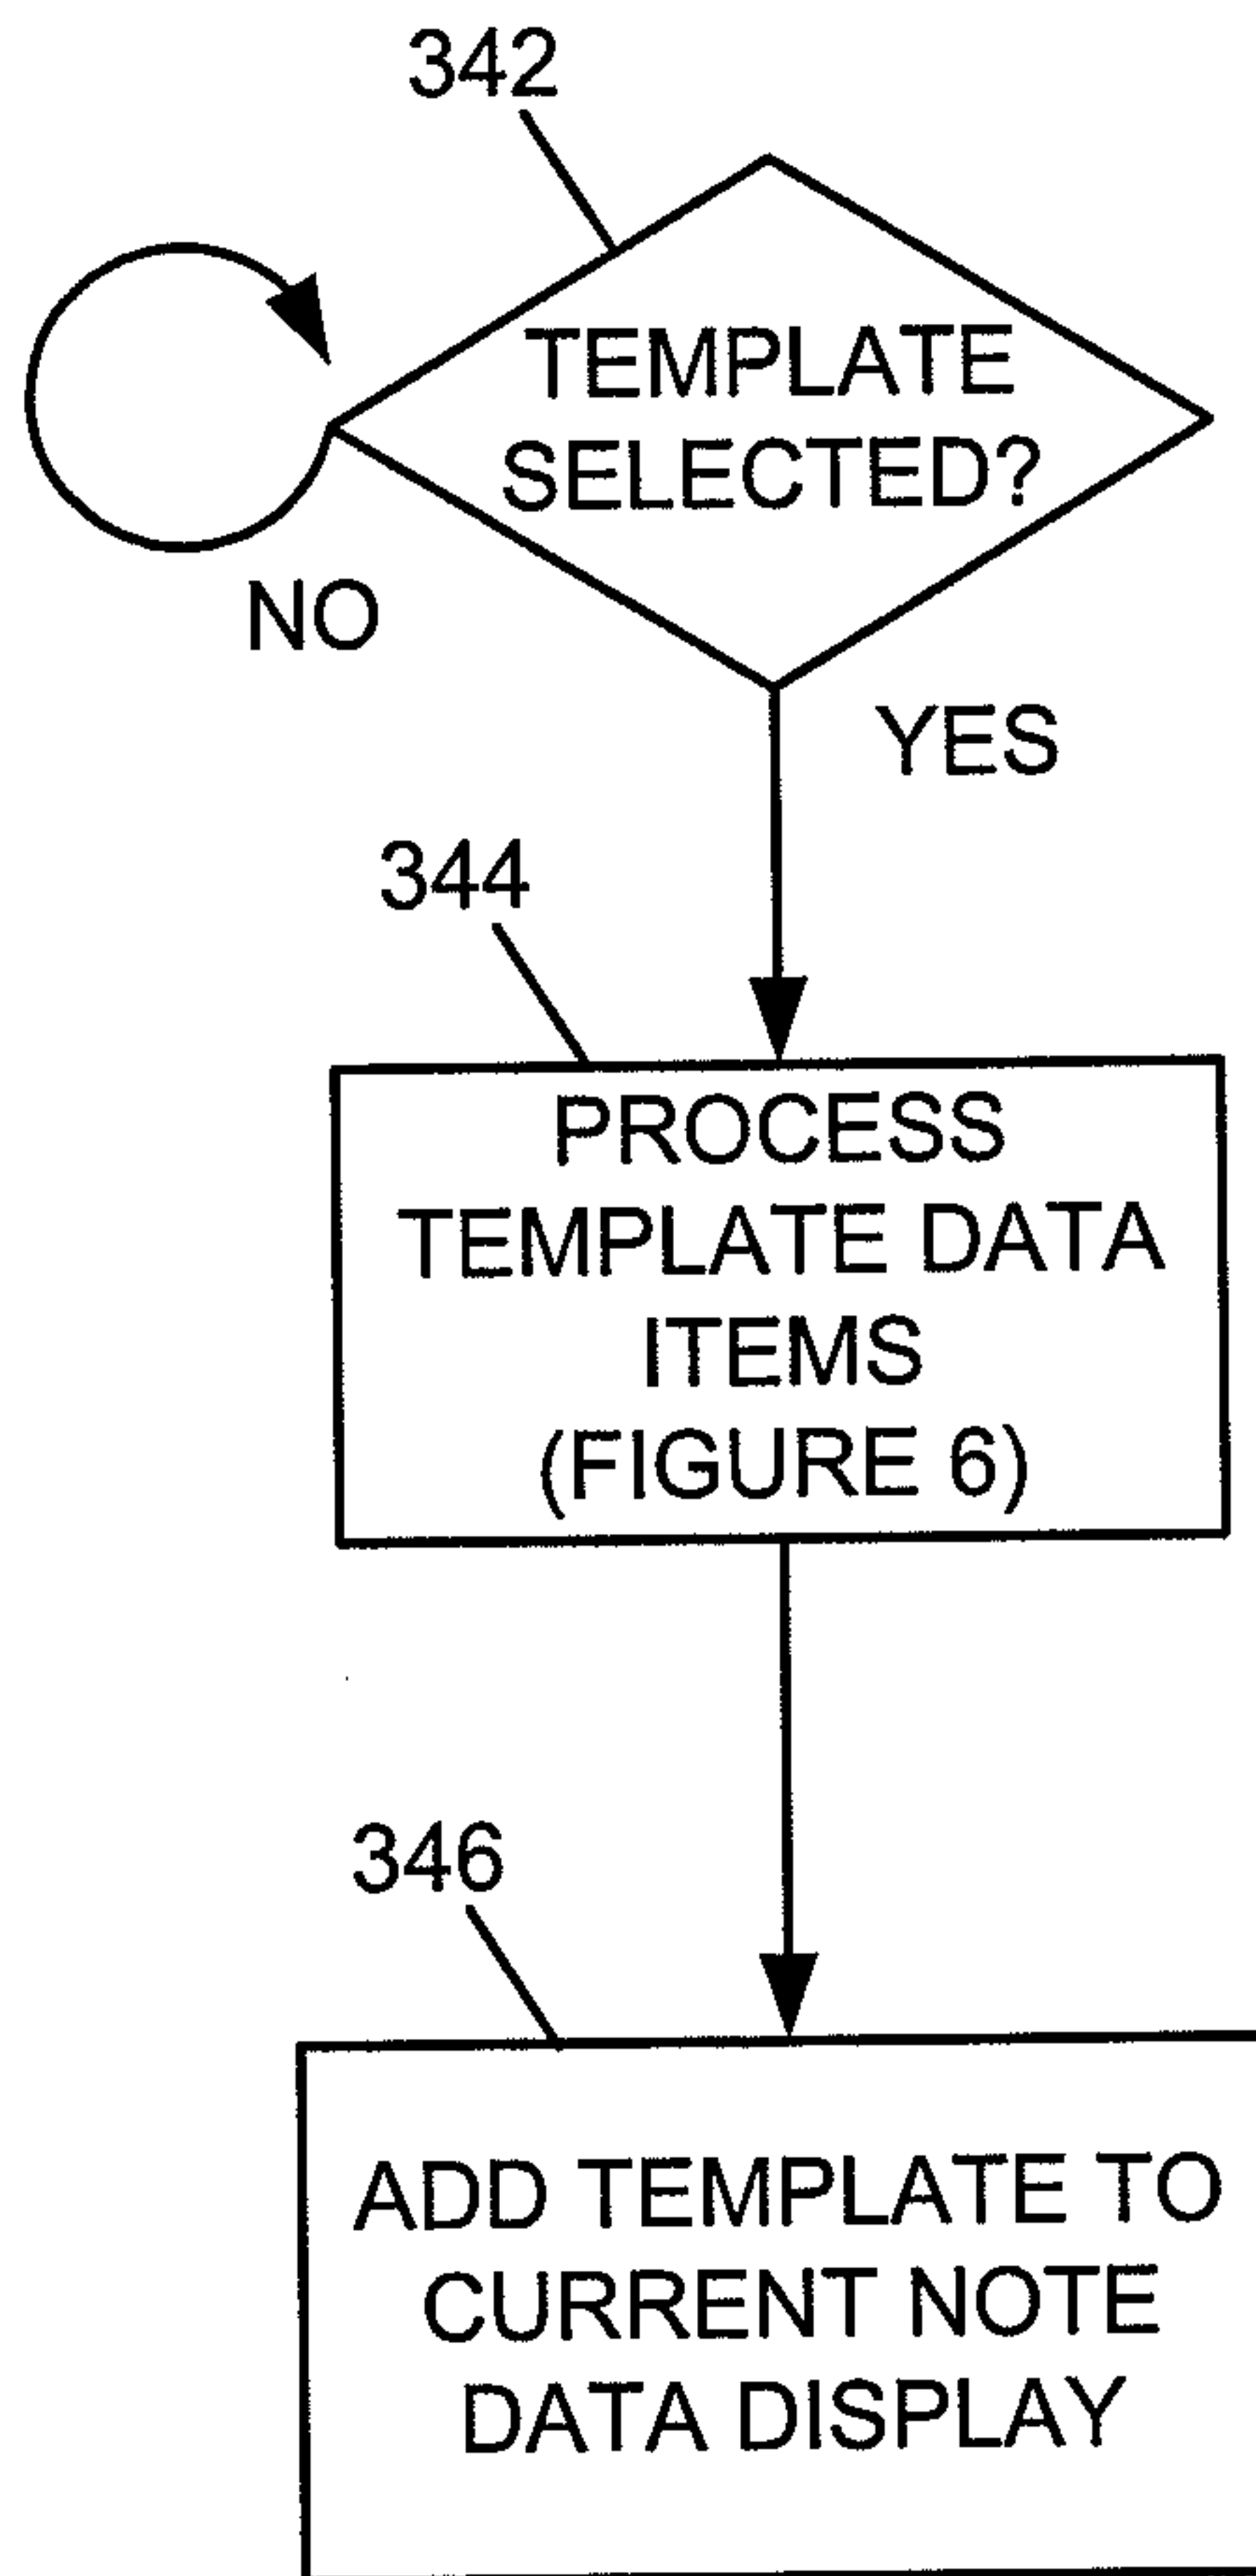 342
TEMPLATE
SELECTED?
NO
YES
344
PROCESS
TEMPLATE DATA
ITEMS
(FIGURE 6)
346
ADD TEMPLATE TO
CURRENT NOTE
DATA DISPLAY